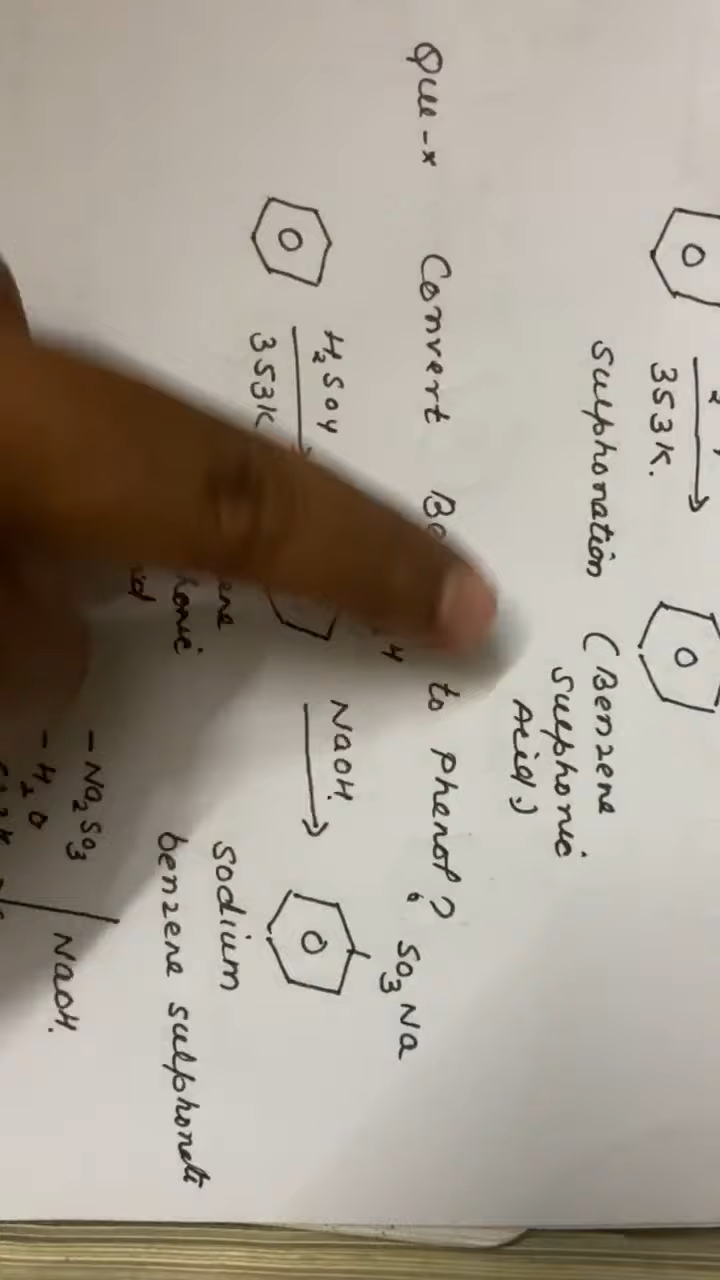 353K.
Sulphonation (Benzene
Sulphonic
Acid)
Que-x Convert to Phenol?
H2SO4
353K
NaOH.
SO3Na
Sodium
benzene sulphonate
-Na2SO3
-H2O
NaOH.